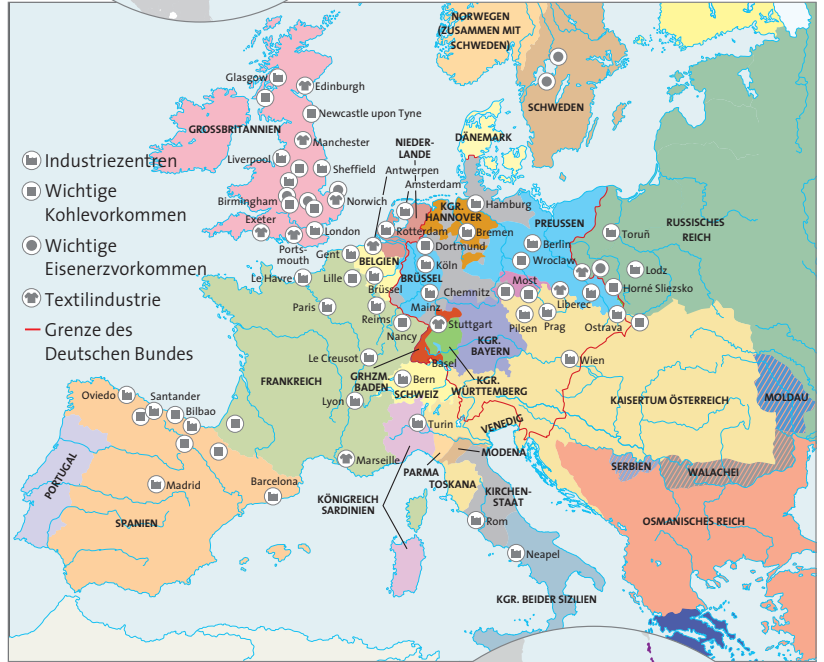 Industriezentren
Wichtige
Kohlevorkommen
Wichtige
Eisenerzvorkommen
Textilindustrie
Grenze des
Deutschen Bundes
NORWEGEN
(ZUSAMMEN MIT
SCHWEDEN)
SCHWEDEN
Glasgow
Edinburgh
Newcastle upon Tyne
GROSSBRITANNIEN
Manchester
Liverpool
Sheffield
Birmingham
Norwich
Exeter
Ports-
mouth
London
DÄNEMARK
NIEDER-
LANDE
Antwerpen
Amsterdam
Rotterdam
Hamburg
KGR.
HANNOVER
Bremen
PREUSSEN
Berlin
Wroclaw
Toruń
RUSSISCHES
REICH
Lodz
Horné Sliezsko
Gent
BELGIEN
Dortmund
Köln
BRÜSSEL
Le Havre
Lille
Brüssel
Mainz
Chemnitz
Most
Liberec
Paris
Reims
Nancy
Stuttgart
Pilsen
Prag
Ostrava
KGR.
BAYERN
Le Creusot
FRANKREICH
GRHZM.
BADEN
Basel
Bern
SCHWEIZ
KGR.
WÜRTTEMBERG
Wien
KAISERTUM ÖSTERREICH
MOLDAU
Lyon
Turin
VENEDIG
MODENA
PARMA
TOSKANA
Marseille
KÖNIGREICH
SARDINIEN
KIRCHEN-
STAAT
SERBIEN
WALACHEI
OSMANISCHES REICH
Oviedo
Santander
Bilbao
PORTUGAL
Madrid
Barcelona
SPANIEN
Rom
Neapel
KGR. BEIDER SIZILIEN